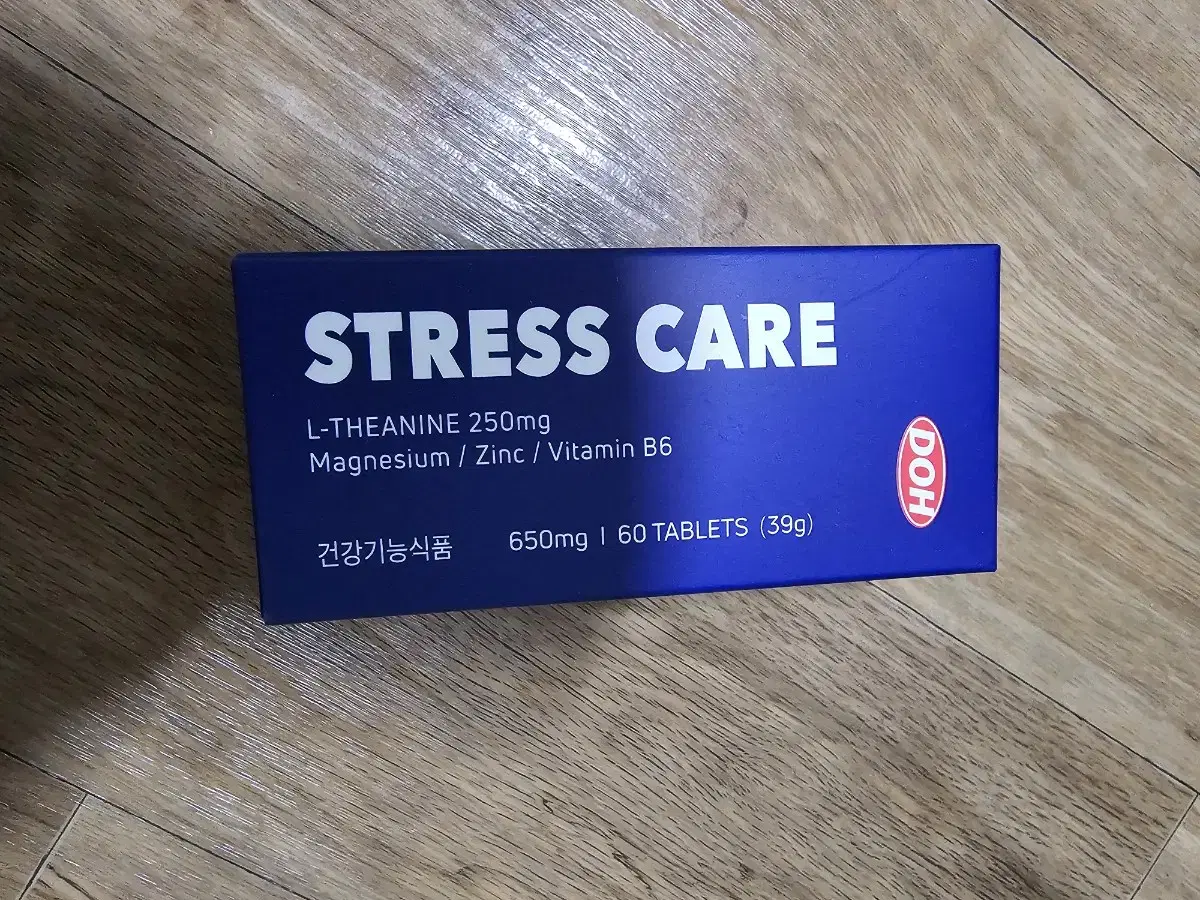 STRESS CARE
L-THEANINE 250mg
Magnesium / Zinc / Vitamin B6
건강기능식품 650mg | 60 TABLETS (39g)
DOH